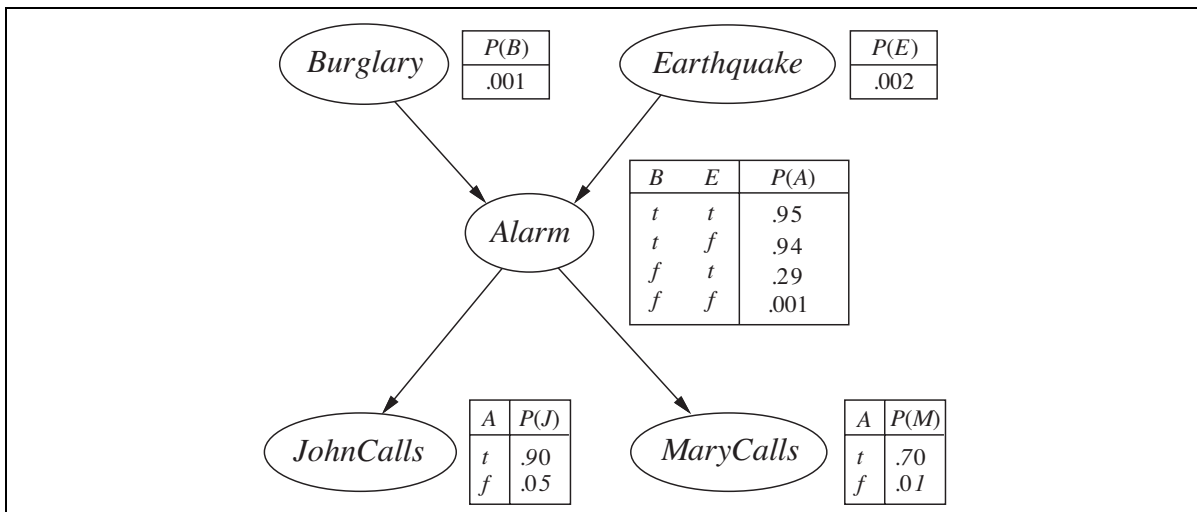 Burglary
P(B)
.001
Earthquake
P(E)
.002
Alarm
B E P(A)
t t .95
t f .94
f t .29
f f .001
JohnCalls
A P(J)
t .90
f .05
MaryCalls
A P(M)
t .70
f .01